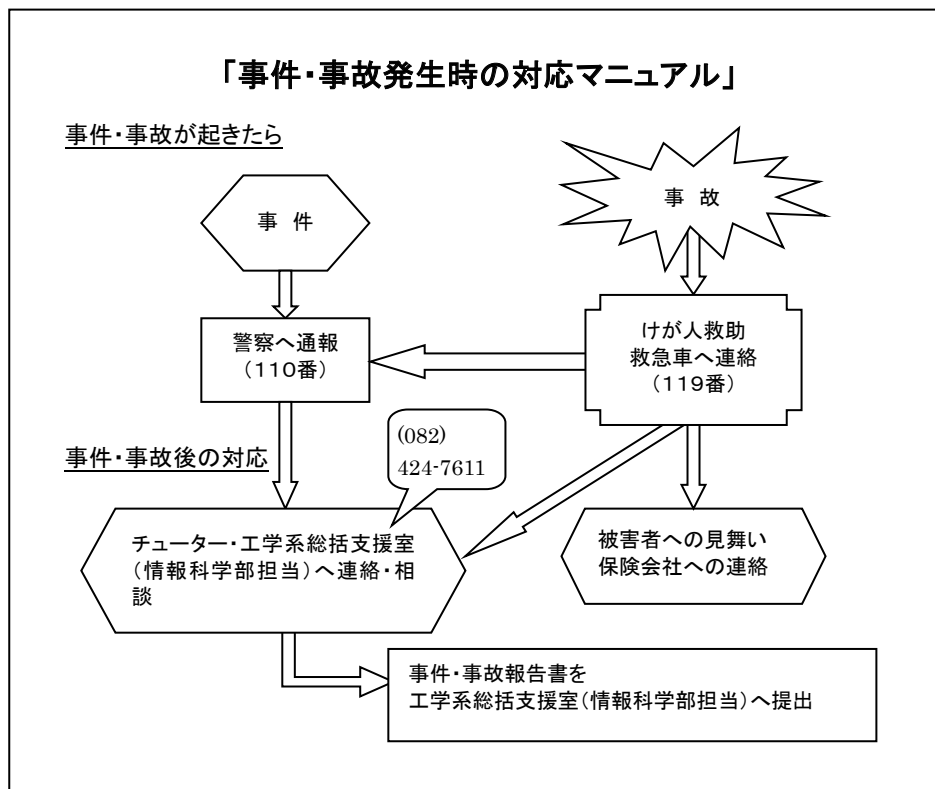 「事件・事故発生時の対応マニュアル」
事件・事故が起きたら
事 件
事 故
警察へ通報
（１１０番）
けが人救助
救急車へ連絡
（１１９番）
事件・事故後の対応
(082)
424-7611
チューター・工学系総括支援室
（情報科学部担当）へ連絡・相
談
被害者への見舞い
保険会社への連絡
事件・事故報告書を
工学系総括支援室（情報科学部担当）へ提出